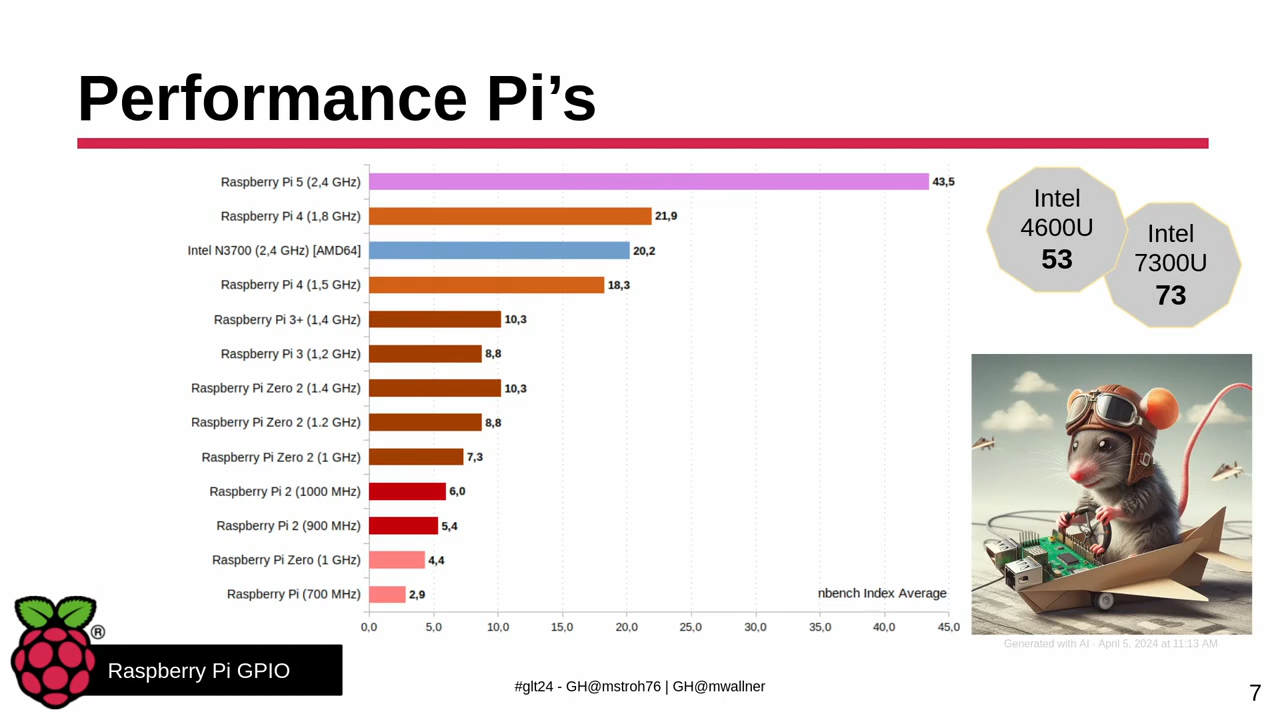 Performance Pi’s
Raspberry Pi 5 (2,4 GHz)
43,5
Raspberry Pi 4 (1,8 GHz)
21,9
Intel N3700 (2,4 GHz) [AMD64]
20,2
Raspberry Pi 4 (1,5 GHz)
18,3
Raspberry Pi 3+ (1,4 GHz)
10,3
Raspberry Pi 3 (1,2 GHz)
8,8
Raspberry Pi Zero 2 (1.4 GHz)
10,3
Raspberry Pi Zero 2 (1.2 GHz)
8,8
Raspberry Pi Zero 2 (1 GHz)
7,3
Raspberry Pi 2 (1000 MHz)
6,0
Raspberry Pi 2 (900 MHz)
5,4
Raspberry Pi Zero (1 GHz)
4,4
Raspberry Pi (700 MHz)
2,9
nbench Index Average
0,0 5,0 10,0 15,0 20,0 25,0 30,0 35,0 40,0 45,0
Intel
4600U
53
Intel
7300U
73
Generated with AI · April 5, 2024 at 11:13 AM
®
Raspberry Pi GPIO
#glt24 - GH@mstroh76 | GH@mwallner
7